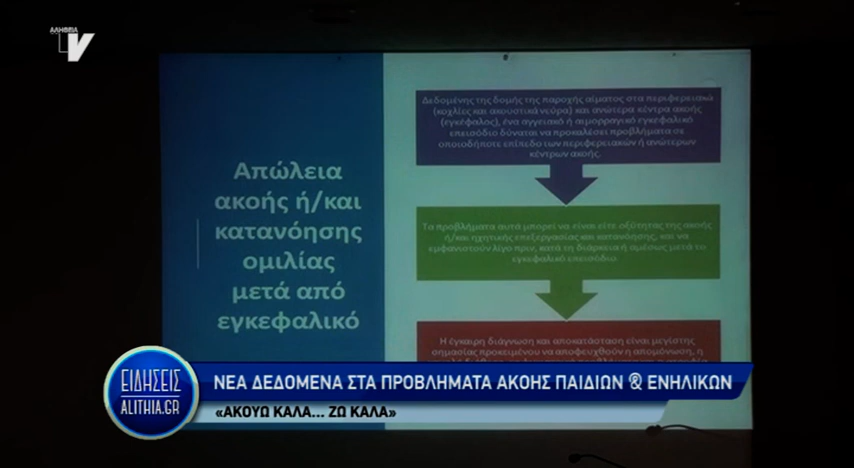 ΑΛΗΘΕΙΑ
TV
Δεδομένης της δομής της παροχής αίματος στα περιφερειακά
(κοχλίες και ακουστικά νεύρα) και ανώτερα κέντρα ακοής
(εγκέφαλος), ένα αγγειακό ή αιμορραγικό εγκεφαλικό
επεισόδιο δύναται να προκαλέσει προβλήματα σε
οποιοδήποτε επίπεδο των περιφερειακών ή ανώτερων
κέντρων ακοής.
Απώλεια
ακοής ή/και
κατανόησης
ομιλίας
μετά από
εγκεφαλικό
Τα προβλήματα αυτά μπορεί να είναι είτε οξύτητας της ακοής
ή/και ηχητικής επεξεργασίας και κατανόησης, και να
εμφανιστούν λίγο πριν, κατά τη διάρκεια ή αμέσως μετά το
εγκεφαλικό επεισόδιο.
Η έγκαιρη διάγνωση και αποκατάσταση είναι μεγίστης
σημασίας προκειμένου να αποφευχθούν η απομόνωση, η
ΕΙΔΗΣΕΙΣ
ALITHIA.GR
ΝΕΑ ΔΕΔΟΜΕΝΑ ΣΤΑ ΠΡΟΒΛΗΜΑΤΑ ΑΚΟΗΣ ΠΑΙΔΙΩΝ & ΕΝΗΛΙΚΩΝ
«ΑΚΟΥΩ ΚΑΛΑ... ΖΩ ΚΑΛΑ»